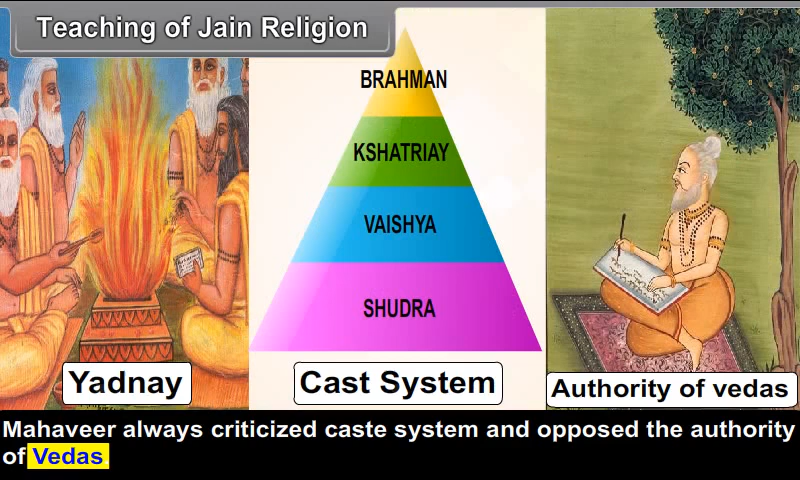 Teaching of Jain Religion
BRAHMAN
KSHATRIAY
VAISHYA
SHUDRA
Yadnay
Cast System
Authority of vedas
Mahaveer always criticized caste system and opposed the authority
of Vedas